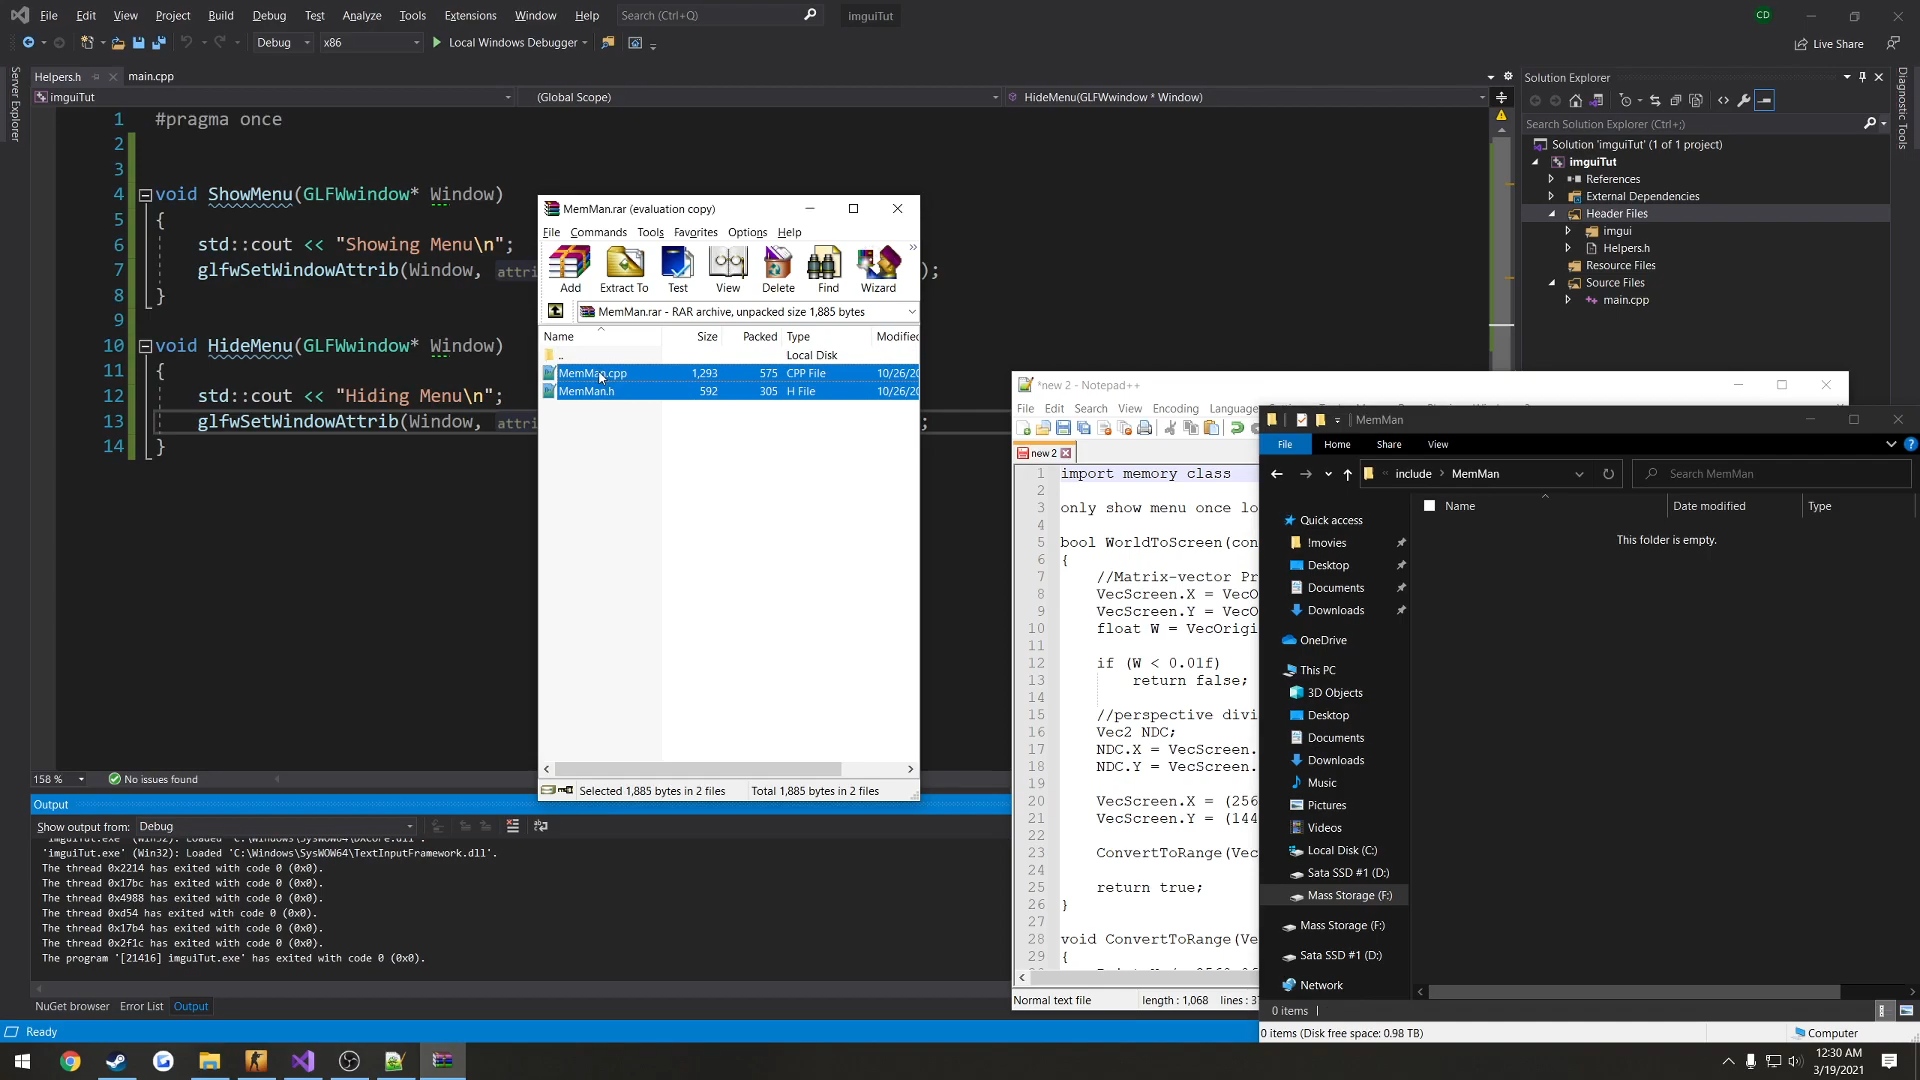 File Edit View Project Build Debug Test Analyze Tools Extensions Window Help Search (Ctrl+Q) imguiTut CD
Debug x86 Local Windows Debugger Live Share
Server Explorer
Helpers.h main.cpp
imguiTut (Global Scope) HideMenu(GLFWwindow * Window)
1 #pragma once
2
3
4 void ShowMenu(GLFWwindow* Window)
5 {
6 std::cout << "Showing Menu\n";
7 glfwSetWindowAttrib(Window, attri );
8 }
9
10 void HideMenu(GLFWwindow* Window)
11 {
12 std::cout << "Hiding Menu\n";
13 glfwSetWindowAttrib(Window, attri ;
14 }
158 % No issues found
Output
Show output from: Debug
'imguiTut.exe' (Win32): Loaded 'C:\Windows\SysWOW64\DXCore.dll'.
'imguiTut.exe' (Win32): Loaded 'C:\Windows\SysWOW64\TextInputFramework.dll'.
The thread 0x2214 has exited with code 0 (0x0).
The thread 0x17bc has exited with code 0 (0x0).
The thread 0x4988 has exited with code 0 (0x0).
The thread 0xd54 has exited with code 0 (0x0).
The thread 0x17b4 has exited with code 0 (0x0).
The thread 0x2f1c has exited with code 0 (0x0).
The program '[21416] imguiTut.exe' has exited with code 0 (0x0).
NuGet browser Error List Output
Ready
MemMan.rar (evaluation copy)
File Commands Tools Favorites Options Help
Add Extract To Test View Delete Find Wizard
MemMan.rar - RAR archive, unpacked size 1,885 bytes
Name Size Packed Type Modified
.. Local Disk
MemMan.cpp 1,293 575 CPP File 10/26/20
MemMan.h 592 305 H File 10/26/20
Selected 1,885 bytes in 2 files Total 1,885 bytes in 2 files
Solution Explorer
Search Solution Explorer (Ctrl+;)
Solution 'imguiTut' (1 of 1 project)
imguiTut
References
External Dependencies
Header Files
imgui
Helpers.h
Resource Files
Source Files
main.cpp
Diagnostic Tools
*new 2 - Notepad++
File Edit Search View Encoding Language
new 2
1 import memory class
2
3 only show menu once lo
4
5 bool WorldToScreen(con
6 {
7 //Matrix-vector Pr
8 VecScreen.X = VecO
9 VecScreen.Y = VecO
10 float W = VecOrigi
11
12 if (W < 0.01f)
13 return false;
14
15 //perspective divi
16 Vec2 NDC;
17 NDC.X = VecScreen.
18 NDC.Y = VecScreen.
19
20 VecScreen.X = (256
21 VecScreen.Y = (144
22
23 ConvertToRange(Vec
24
25 return true;
26 }
27
28 void ConvertToRange(Ve
29 {
Normal text file length : 1,068 lines : 37
MemMan
File Home Share View
include MemMan Search MemMan
Name Date modified Type
This folder is empty.
Quick access
!movies
Desktop
Documents
Downloads
OneDrive
This PC
3D Objects
Desktop
Documents
Downloads
Music
Pictures
Videos
Local Disk (C:)
Sata SSD #1 (D:)
Mass Storage (F:)
Mass Storage (F:)
Sata SSD #1 (D:)
Network
0 items
0 items (Disk free space: 0.98 TB) Computer
12:30 AM
3/19/2021